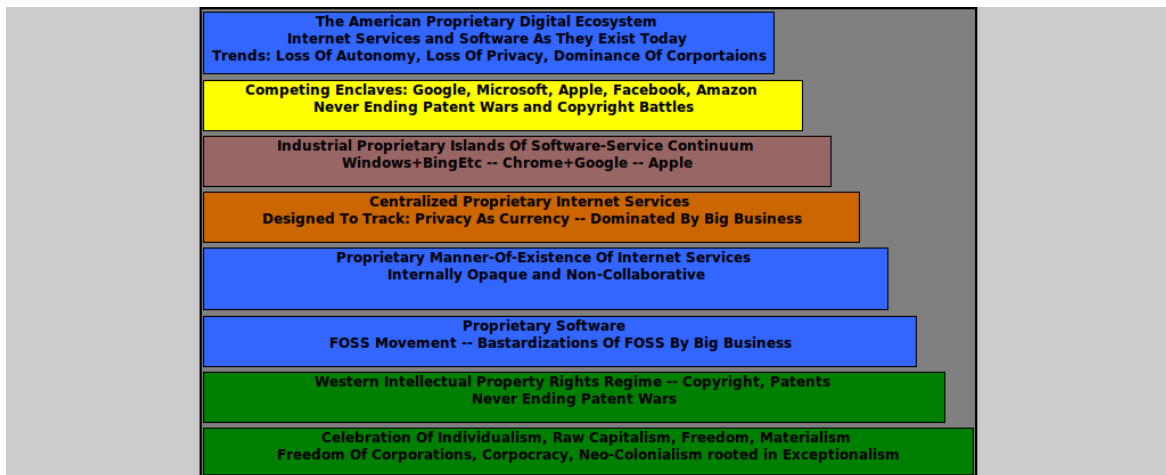 The American Proprietary Digital Ecosystem
Internet Services and Software As They Exist Today
Trends: Loss Of Autonomy, Loss Of Privacy, Dominance Of Corportaions
Competing Enclaves: Google, Microsoft, Apple, Facebook, Amazon
Never Ending Patent Wars and Copyright Battles
Industrial Proprietary Islands Of Software-Service Continuum
Windows+BingEtc -- Chrome+Google -- Apple
Centralized Proprietary Internet Services
Designed To Track: Privacy As Currency -- Dominated By Big Business
Proprietary Manner-Of-Existence Of Internet Services
Internally Opaque and Non-Collaborative
Proprietary Software
FOSS Movement -- Bastardizations Of FOSS By Big Business
Western Intellectual Property Rights Regime -- Copyright, Patents
Never Ending Patent Wars
Celebration Of Individualism, Raw Capitalism, Freedom, Materialism
Freedom Of Corporations, Corpocracy, Neo-Colonialism rooted in Exceptionalism